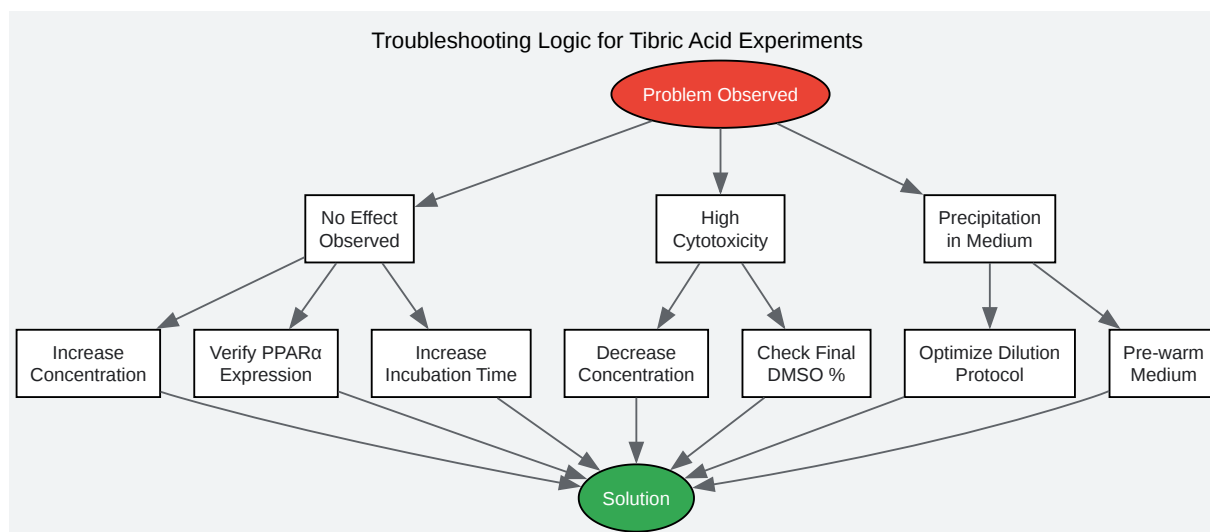 Troubleshooting Logic for Tibric Acid Experiments
Problem Observed
No Effect
Observed
High
Cytotoxicity
Precipitation
in Medium
Increase
Concentration
Verify PPARα
Expression
Increase
Incubation Time
Decrease
Concentration
Check Final
DMSO %
Optimize Dilution
Protocol
Pre-warm
Medium
Solution